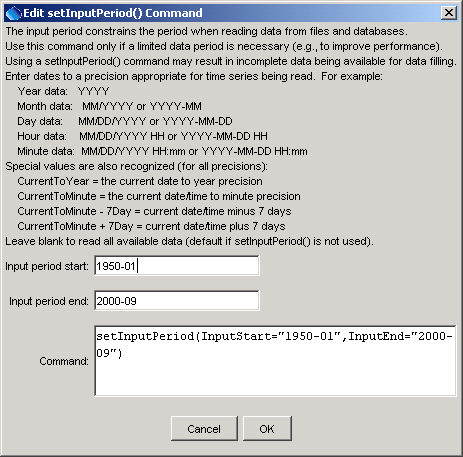 Edit setInputPeriod() Command
The input period constrains the period when reading data from files and databases.
Use this command only if a limited data period is necessary (e.g., to improve performance).
Using a setInputPeriod() command may result in incomplete data being available for data filling.
Enter dates to a precision appropriate for time series being read.  For example:
Year data:   YYYY
Month data:  MM/YYYY or YYYY-MM
Day data:     MM/DD/YYYY or YYYY-MM-DD
Hour data:   MM/DD/YYYY HH or YYYY-MM-DD HH
Minute data:  MM/DD/YYYY HH:mm or YYYY-MM-DD HH:mm
Special values are also recognized (for all precisions):
CurrentToYear = the current date to year precision
CurrentToMinute = the current date/time to minute precision
CurrentToMinute - 7Day = current date/time minus 7 days
CurrentToMinute + 7Day = current date/time plus 7 days
Leave blank to read all available data (default if setInputPeriod() is not used).
Input period start: 1950-01
Input period end: 2000-09
setInputPeriod(InputStart="1950-01",InputEnd="2000-
Command: 09")
Cancel OK